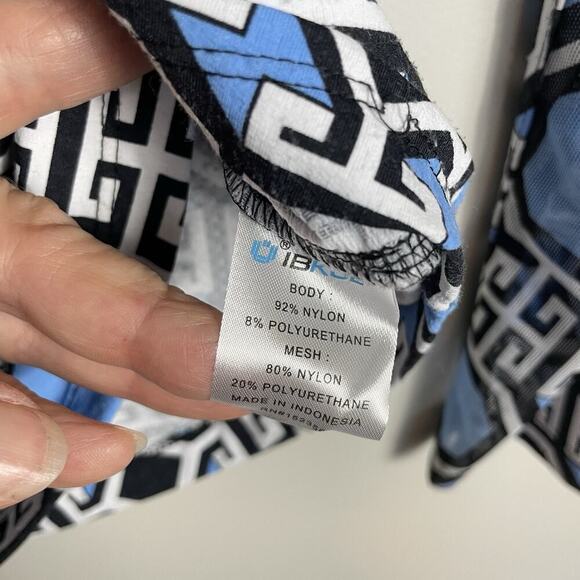 ® IBKUL
BODY :
92% NYLON
8% POLYURETHANE
MESH :
80% NYLON
20% POLYURETHANE
MADE IN INDONESIA